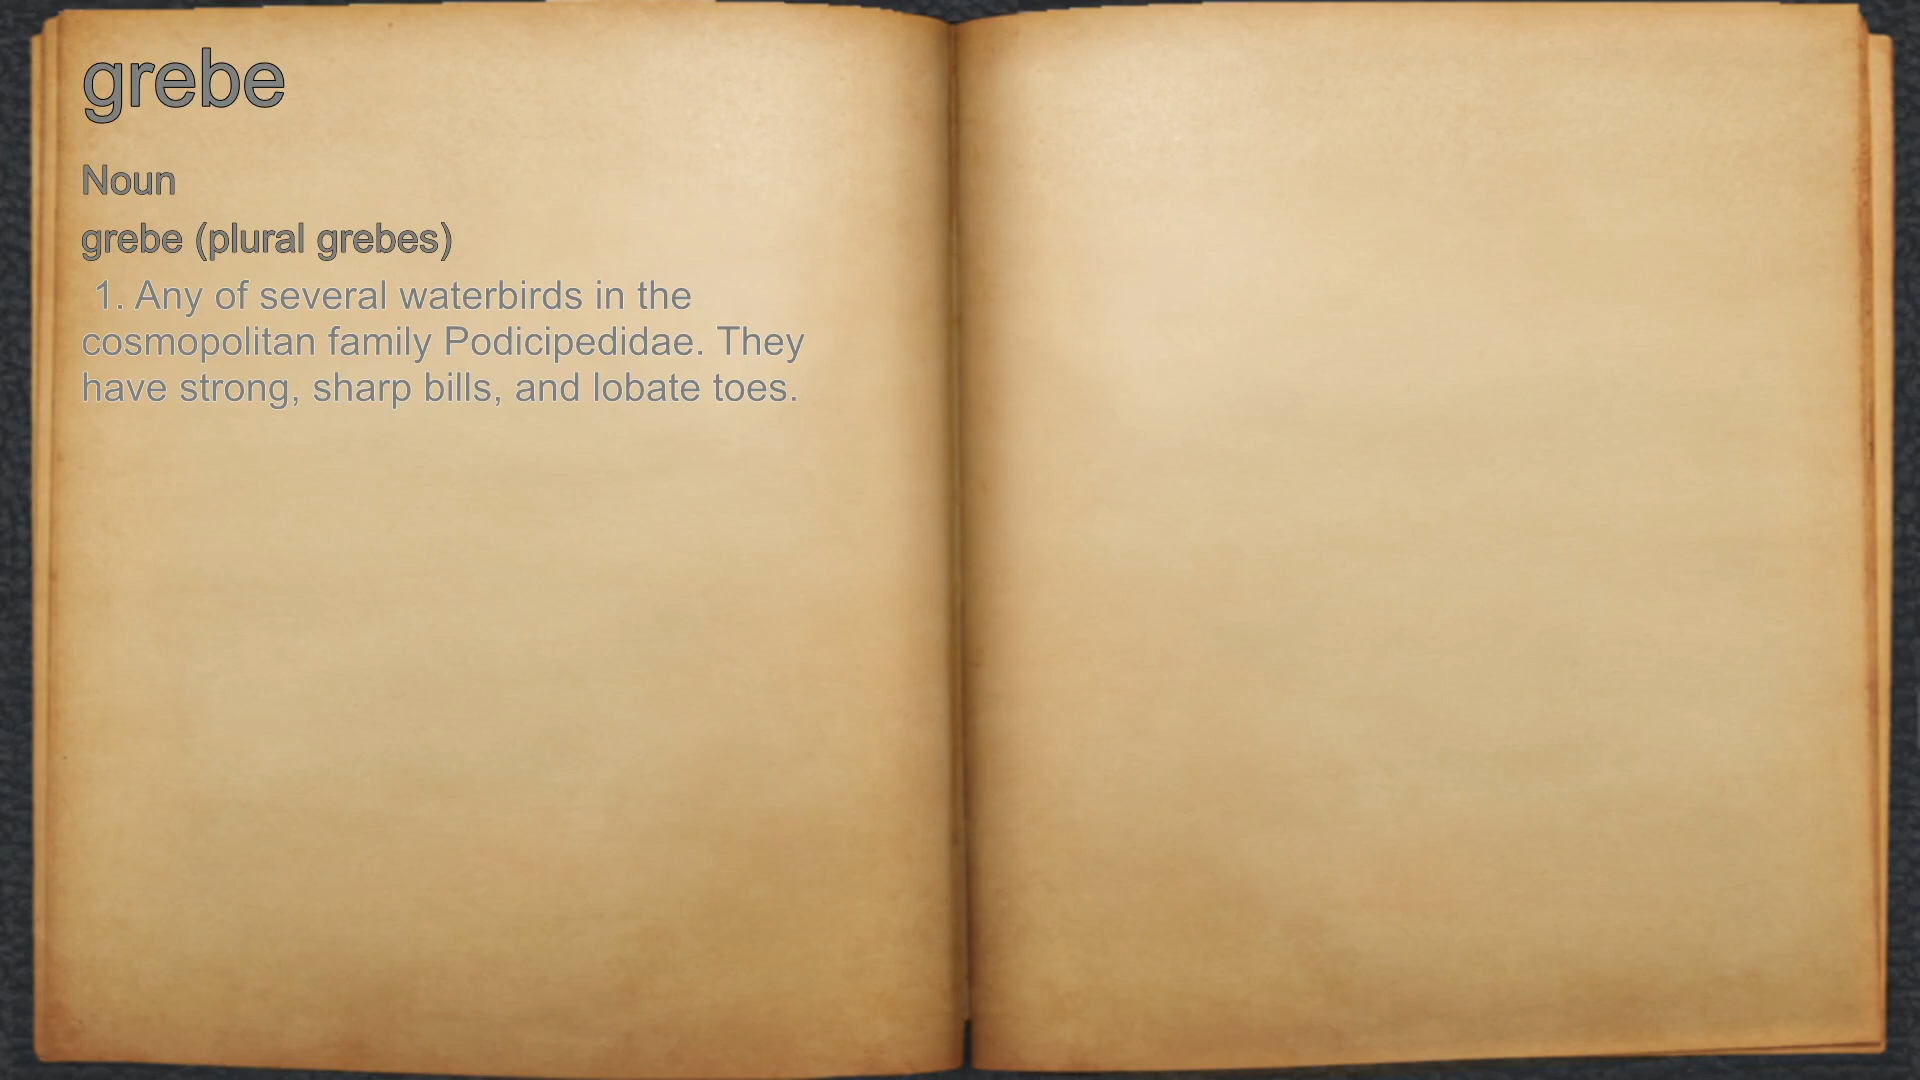 grebe
Noun
grebe (plural grebes)
1. Any of several waterbirds in the
cosmopolitan family Podicipedidae. They
have strong, sharp bills, and lobate toes.